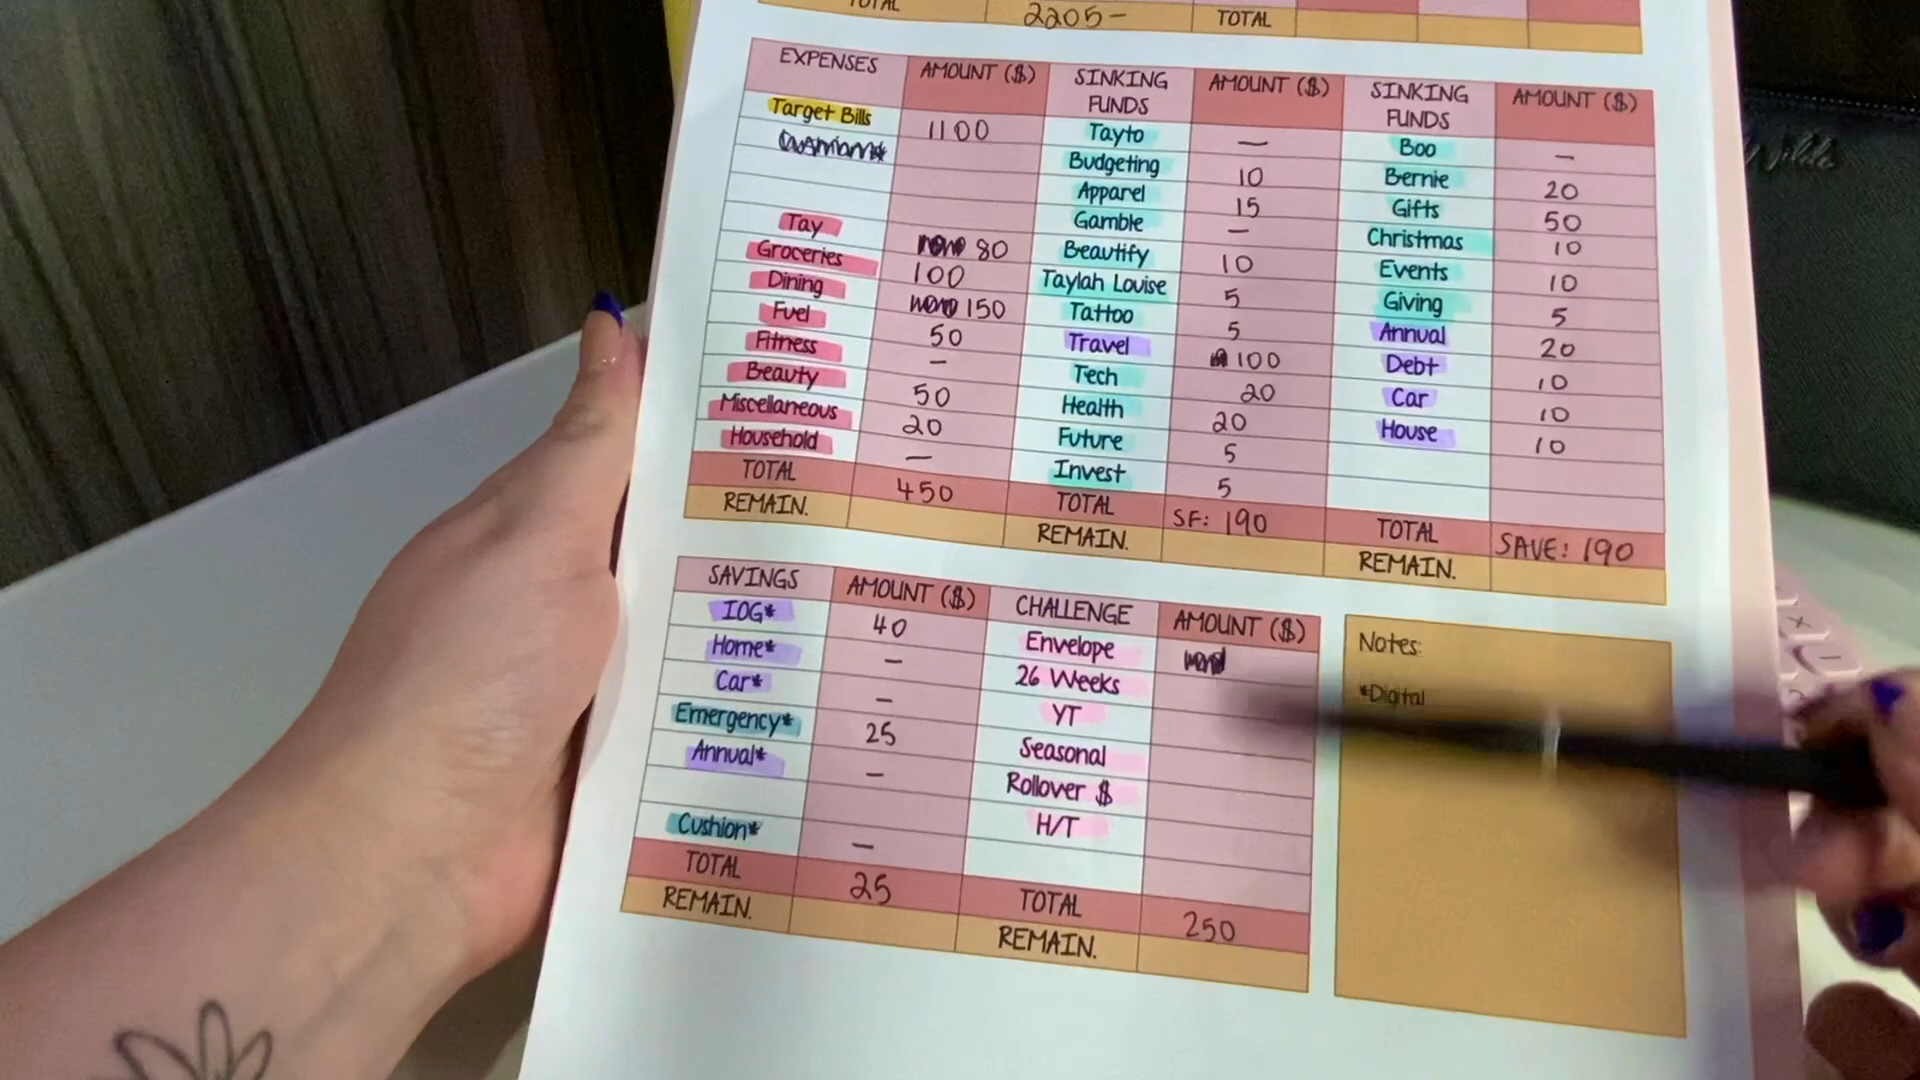 TOTAL 2205- TOTAL
EXPENSES AMOUNT ($) SINKING FUNDS AMOUNT ($) SINKING FUNDS AMOUNT ($)
Target Bills 1100 Tayto — Boo —
Budgeting 10 Bernie 20
Apparel 15 Gifts 50
Gamble — Christmas 10
Tay 80 Beautify 10 Events 10
Groceries 100 Taylah Louise 5 Giving 5
Dining 150 Tattoo 5 Annual 20
Fuel 50 Travel 100 Debt 10
Fitness — Tech 20 Car 10
Beauty 50 Health 20 House 10
Miscellaneous 20 Future 5
Household — Invest 5
TOTAL 450 TOTAL SF: 190 TOTAL SAVE: 190
REMAIN. REMAIN. REMAIN.
SAVINGS AMOUNT ($) CHALLENGE AMOUNT ($)
IOG* 40 Envelope
Home* — 26 Weeks
Car* — YT
Emergency* 25 Seasonal
Annual* — Rollover $
H/T
Cushion* —
TOTAL 25 TOTAL 250
REMAIN. REMAIN.
Notes:
*Digital